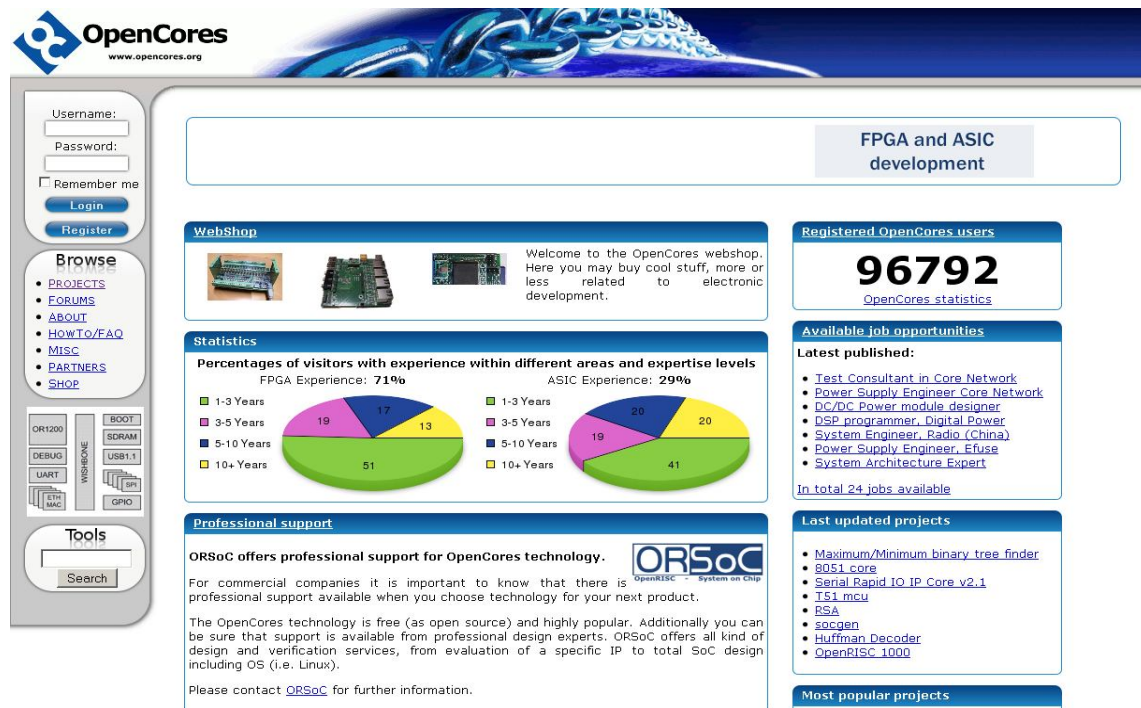 OpenCores
www.opencores.org
Username:
Password:
Remember me
Login
Register
Browse
PROJECTS
FORUMS
ABOUT
HOWTO/FAQ
MISC
PARTNERS
SHOP
OR1200
DEBUG
UART
ETH
MAC
WISHBONE
BOOT
SDRAM
USB1.1
SPI
GPIO
Tools
Search
FPGA and ASIC
development
WebShop
Welcome to the OpenCores webshop.
Here you may buy cool stuff, more or
less related to electronic
development.
Statistics
Percentages of visitors with experience within different areas and expertise levels
FPGA Experience: 71%
1-3 Years
3-5 Years
5-10 Years
10+ Years
19
17
13
51
ASIC Experience: 29%
1-3 Years
3-5 Years
5-10 Years
10+ Years
19
20
20
41
Professional support
ORSoC offers professional support for OpenCores technology.
ORSoC
OpenRISC - System on Chip
For commercial companies it is important to know that there is
professional support available when you choose technology for your next product.
The OpenCores technology is free (as open source) and highly popular. Additionally you can
be sure that support is available from professional design experts. ORSoC offers all kind of
design and verification services, from evaluation of a specific IP to total SoC design
including OS (i.e. Linux).
Please contact ORSoC for further information.
Registered OpenCores users
96792
OpenCores statistics
Available job opportunities
Latest published:
Test Consultant in Core Network
Power Supply Engineer Core Network
DC/DC Power module designer
DSP programmer, Digital Power
System Engineer, Radio (China)
Power Supply Engineer, Efuse
System Architecture Expert
In total 24 jobs available
Last updated projects
Maximum/Minimum binary tree finder
8051 core
Serial Rapid IO IP Core v2.1
T51 mcu
RSA
socgen
Huffman Decoder
OpenRISC 1000
Most popular projects